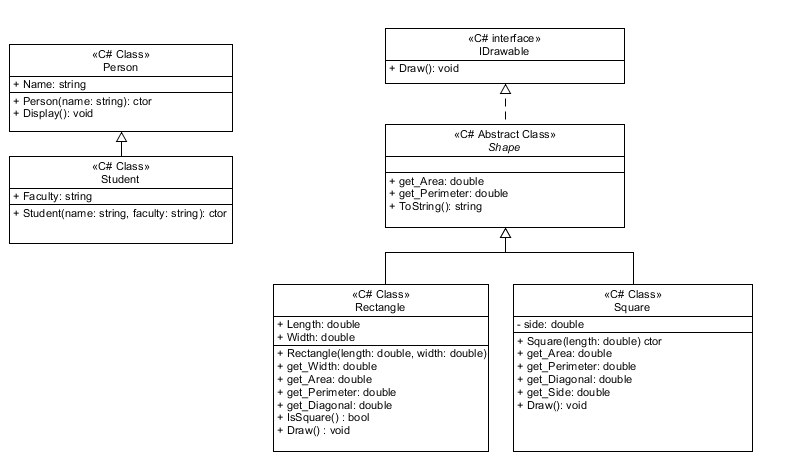 «C# Class»
Person
+ Name: string
+ Person(name: string): ctor
+ Display(): void
«C# Class»
Student
+ Faculty: string
+ Student(name: string, faculty: string): ctor
«C# interface»
IDrawable
+ Draw(): void
«C# Abstract Class»
Shape
+ get_Area: double
+ get_Perimeter: double
+ ToString(): string
«C# Class»
Rectangle
+ Length: double
+ Width: double
+ Rectangle(length: double, width: double)
+ get_Width: double
+ get_Area: double
+ get_Perimeter: double
+ get_Diagonal: double
+ IsSquare() : bool
+ Draw() : void
«C# Class»
Square
- side: double
+ Square(length: double) ctor
+ get_Area: double
+ get_Perimeter: double
+ get_Diagonal: double
+ get_Side: double
+ Draw(): void